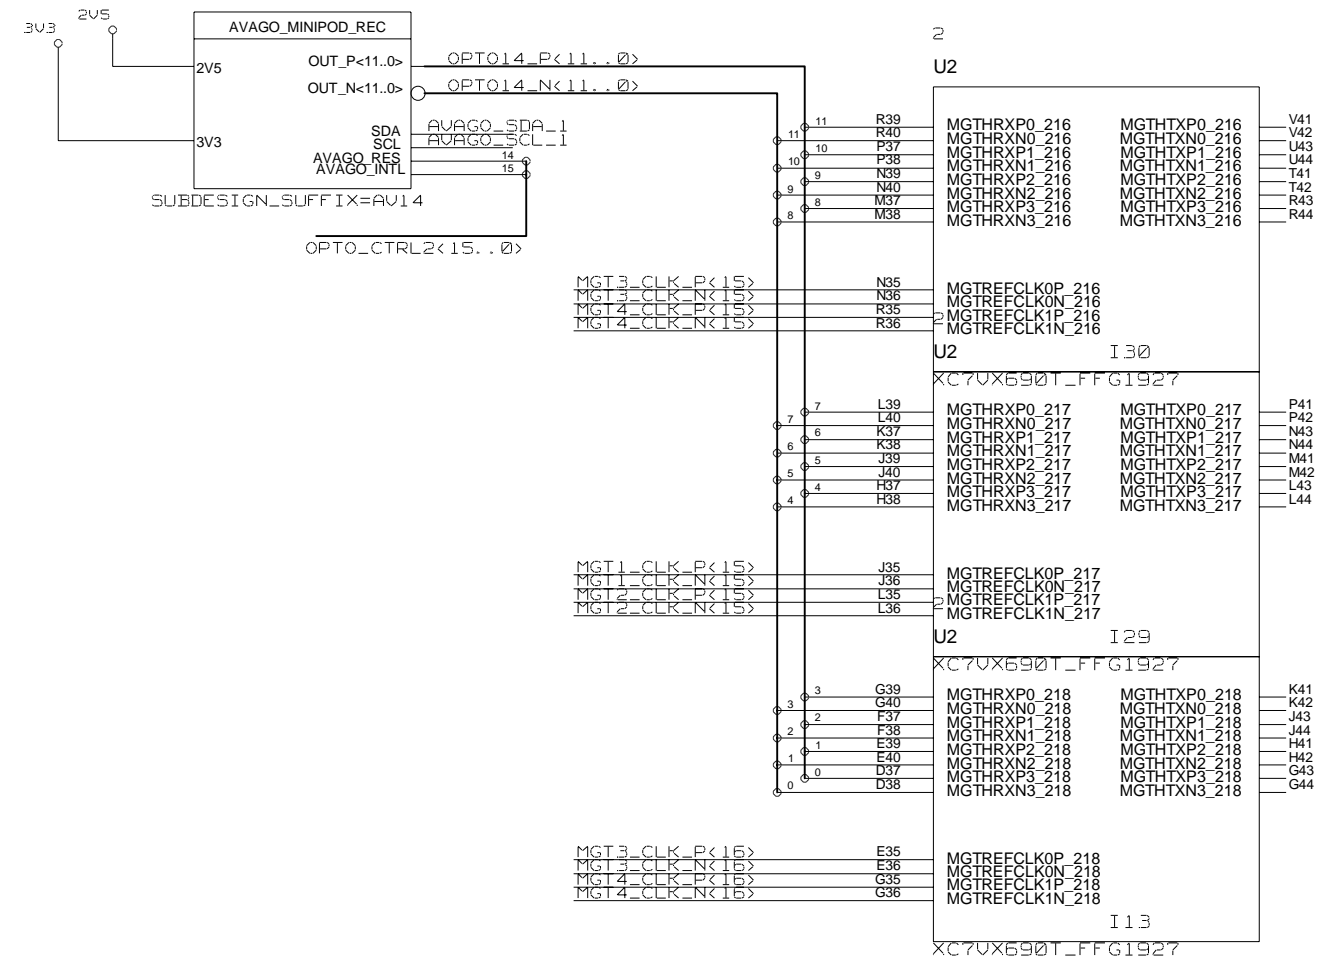 3V3
2V5
AVAGO_MINIPOD_REC
2V5
3V3
OUT_P<11..0>
OUT_N<11..0>
SDA
SCL
AVAGO_RES
AVAGO_INTL
OPTO14_P<11..0>
OPTO14_N<11..0>
AVAGO_SDA_1
AVAGO_SCL_1
14
15
SUBDESIGN_SUFFIX=AV14
OPTO_CTRL2<15..0>
2
U2
11 R39 MGTHRXP0_216 MGTHTXP0_216 V41
11 R40 MGTHRXN0_216 MGTHTXN0_216 V42
10 P37 MGTHRXP1_216 MGTHTXP1_216 U43
10 P38 MGTHRXN1_216 MGTHTXN1_216 U44
9 N39 MGTHRXP2_216 MGTHTXP2_216 T41
9 N40 MGTHRXN2_216 MGTHTXN2_216 T42
8 M37 MGTHRXP3_216 MGTHTXP3_216 R43
8 M38 MGTHRXN3_216 MGTHTXN3_216 R44
MGT3_CLK_P<15> N35 MGTREFCLK0P_216
MGT3_CLK_N<15> N36 MGTREFCLK0N_216
MGT4_CLK_P<15> R35 MGTREFCLK1P_216
MGT4_CLK_N<15> R36 MGTREFCLK1N_216
2
U2 I30
XC7VX690T_FFG1927
7 L39 MGTHRXP0_217 MGTHTXP0_217 P41
7 L40 MGTHRXN0_217 MGTHTXN0_217 P42
6 K37 MGTHRXP1_217 MGTHTXP1_217 N43
6 K38 MGTHRXN1_217 MGTHTXN1_217 N44
5 J39 MGTHRXP2_217 MGTHTXP2_217 M41
5 J40 MGTHRXN2_217 MGTHTXN2_217 M42
4 H37 MGTHRXP3_217 MGTHTXP3_217 L43
4 H38 MGTHRXN3_217 MGTHTXN3_217 L44
MGT1_CLK_P<15> J35 MGTREFCLK0P_217
MGT1_CLK_N<15> J36 MGTREFCLK0N_217
MGT2_CLK_P<15> L35 MGTREFCLK1P_217
MGT2_CLK_N<15> L36 MGTREFCLK1N_217
2
U2 I29
XC7VX690T_FFG1927
3 G39 MGTHRXP0_218 MGTHTXP0_218 K41
3 G40 MGTHRXN0_218 MGTHTXN0_218 K42
2 F37 MGTHRXP1_218 MGTHTXP1_218 J43
2 F38 MGTHRXN1_218 MGTHTXN1_218 J44
1 E39 MGTHRXP2_218 MGTHTXP2_218 H41
1 E40 MGTHRXN2_218 MGTHTXN2_218 H42
0 D37 MGTHRXP3_218 MGTHTXP3_218 G43
0 D38 MGTHRXN3_218 MGTHTXN3_218 G44
MGT3_CLK_P<16> E35 MGTREFCLK0P_218
MGT3_CLK_N<16> E36 MGTREFCLK0N_218
MGT4_CLK_P<16> G35 MGTREFCLK1P_218
MGT4_CLK_N<16> G36 MGTREFCLK1N_218
I13
XC7VX690T_FFG1927